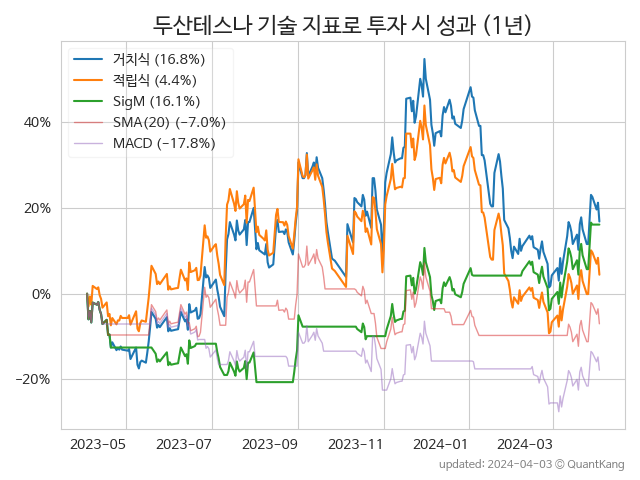 두산테스나 기술 지표로 투자 시 성과 (1년)
거치식 (16.8%)
적립식 (4.4%)
SigM (16.1%)
SMA(20) (−7.0%)
MACD (−17.8%)
40%
20%
0%
−20%
2023-05 2023-07 2023-09 2023-11 2024-01 2024-03
updated: 2024-04-03 © QuantKang